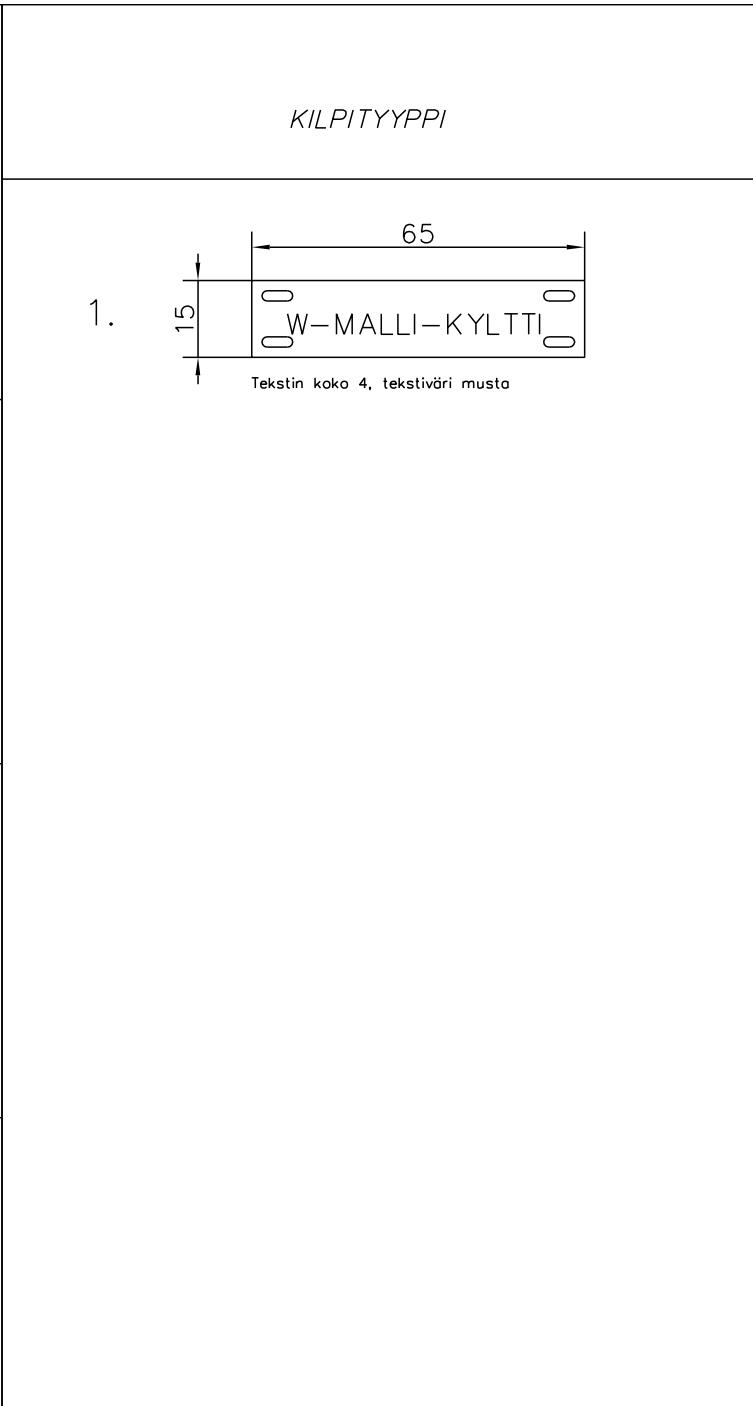 KILPITYYPPI
65
1.
15
W-MALLI-KYLTTI
Tekstin koko 4, tekstiväri musta